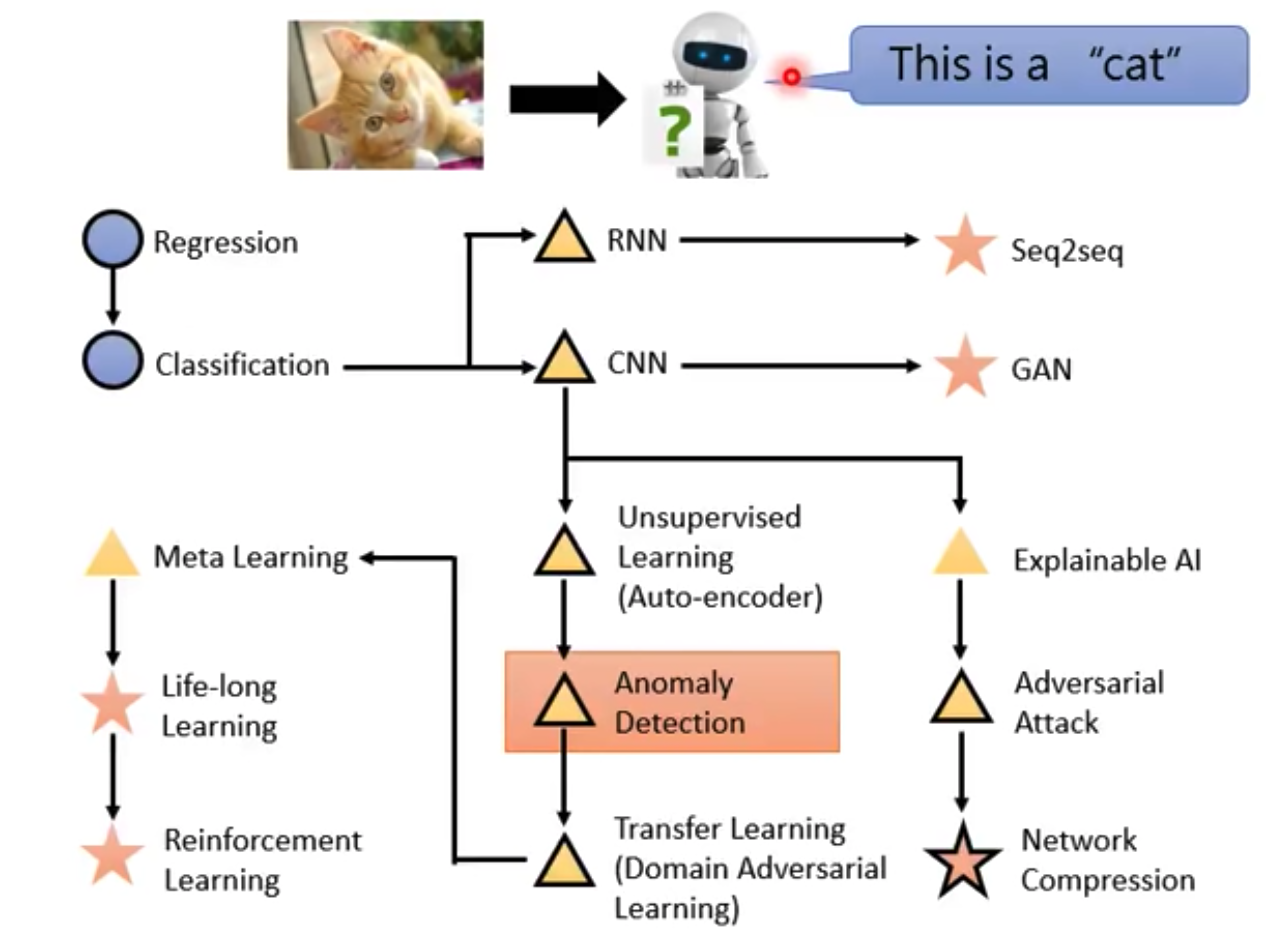 This is a “cat”
?
Regression
RNN
Seq2seq
Classification
CNN
GAN
Unsupervised
Learning
(Auto-encoder)
Meta Learning
Explainable AI
Anomaly
Detection
Life-long
Learning
Adversarial
Attack
Transfer Learning
(Domain Adversarial
Learning)
Reinforcement
Learning
Network
Compression